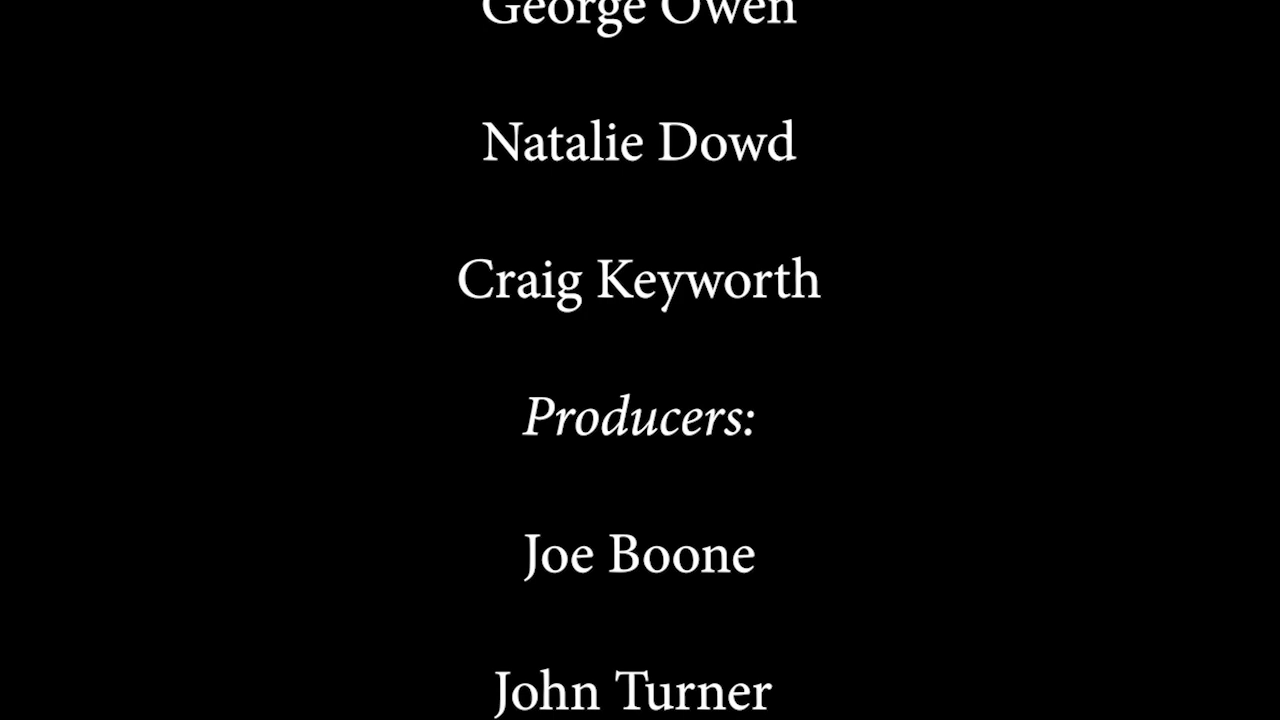 George Owen
Natalie Dowd
Craig Keyworth
Producers:
Joe Boone
John Turner